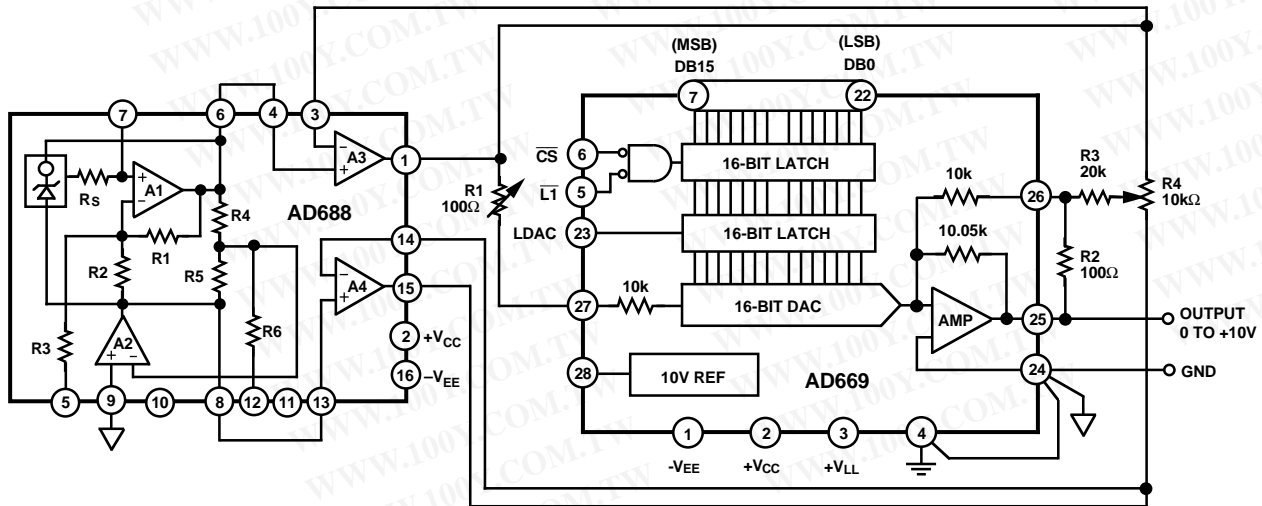 WWW.100Y.COM.TW
(MSB)
DB15
(LSB)
DB0
7
6
4
3
7
22
A3
−
+
1
CS
6
L1
5
LDAC
23
16-BIT LATCH
16-BIT LATCH
16-BIT DAC
RS
A1
+
−
R1
R2
R3
R4
R5
R6
A2
+ −
AD688
A4
−
+
14
15
2
+VCC
16
−VEE
5
9
10
8
12
11
13
R1
100Ω
27
10k
28
10V REF
AD669
10k
10.05k
AMP
26
R3
20k
R4
10kΩ
R2
100Ω
25
OUTPUT
0 TO +10V
24
GND
1
2
3
4
-VEE
+VCC
+VLL